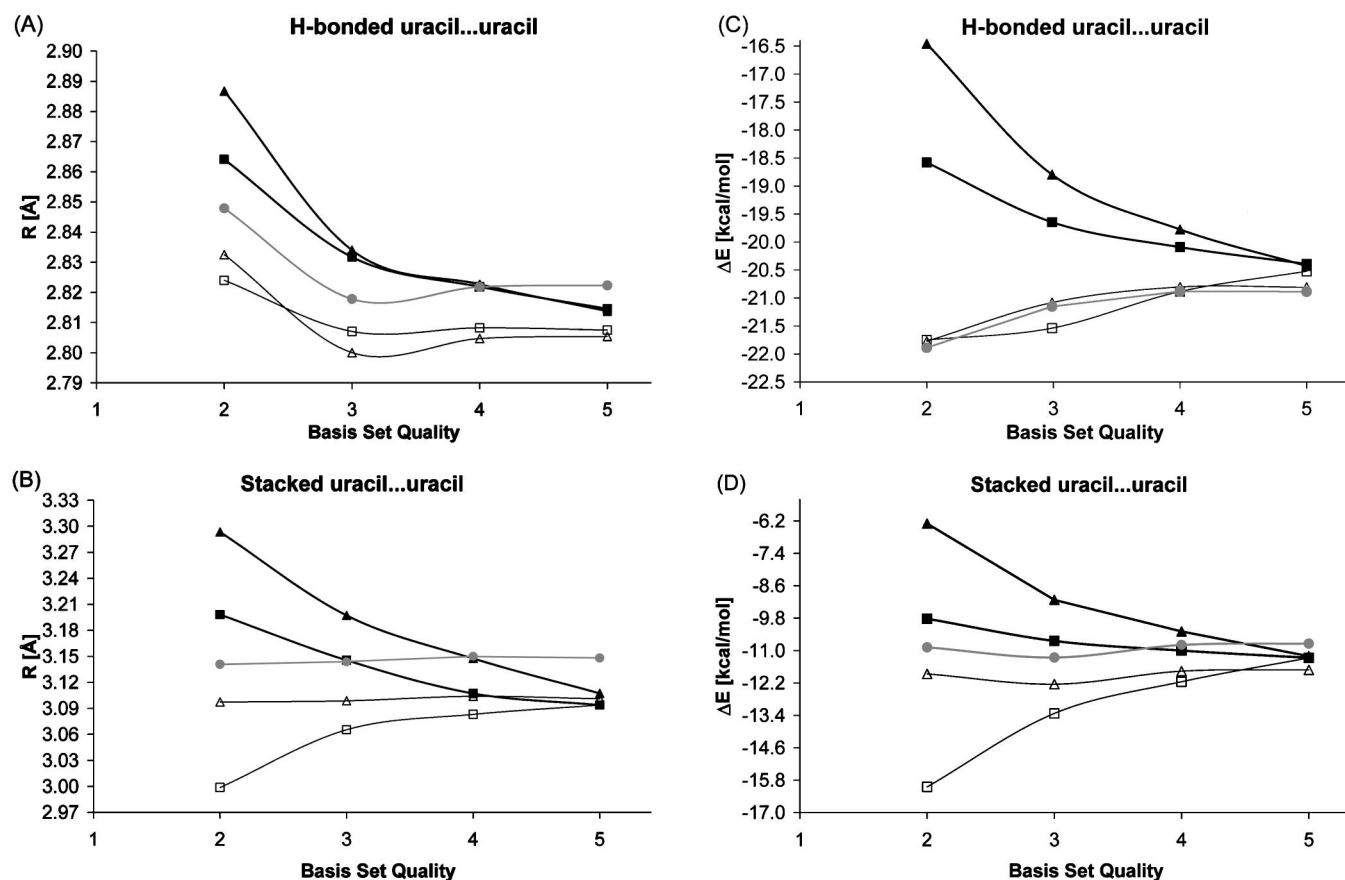 (A)
H-bonded uracil...uracil
2.90
2.89
2.88
2.87
2.86
2.85
2.84
2.83
2.82
2.81
2.80
2.79
R [Å]
1 2 3 4 5
Basis Set Quality
(B)
Stacked uracil...uracil
3.33
3.30
3.27
3.24
3.21
3.18
3.15
3.12
3.09
3.06
3.03
3.00
2.97
R [Å]
1 2 3 4 5
Basis Set Quality
(C)
H-bonded uracil...uracil
-16.5
-17.0
-17.5
-18.0
-18.5
-19.0
-19.5
-20.0
-20.5
-21.0
-21.5
-22.0
-22.5
ΔE [kcal/mol]
1 2 3 4 5
Basis Set Quality
(D)
Stacked uracil...uracil
-6.2
-7.4
-8.6
-9.8
-11.0
-12.2
-13.4
-14.6
-15.8
-17.0
ΔE [kcal/mol]
1 2 3 4 5
Basis Set Quality